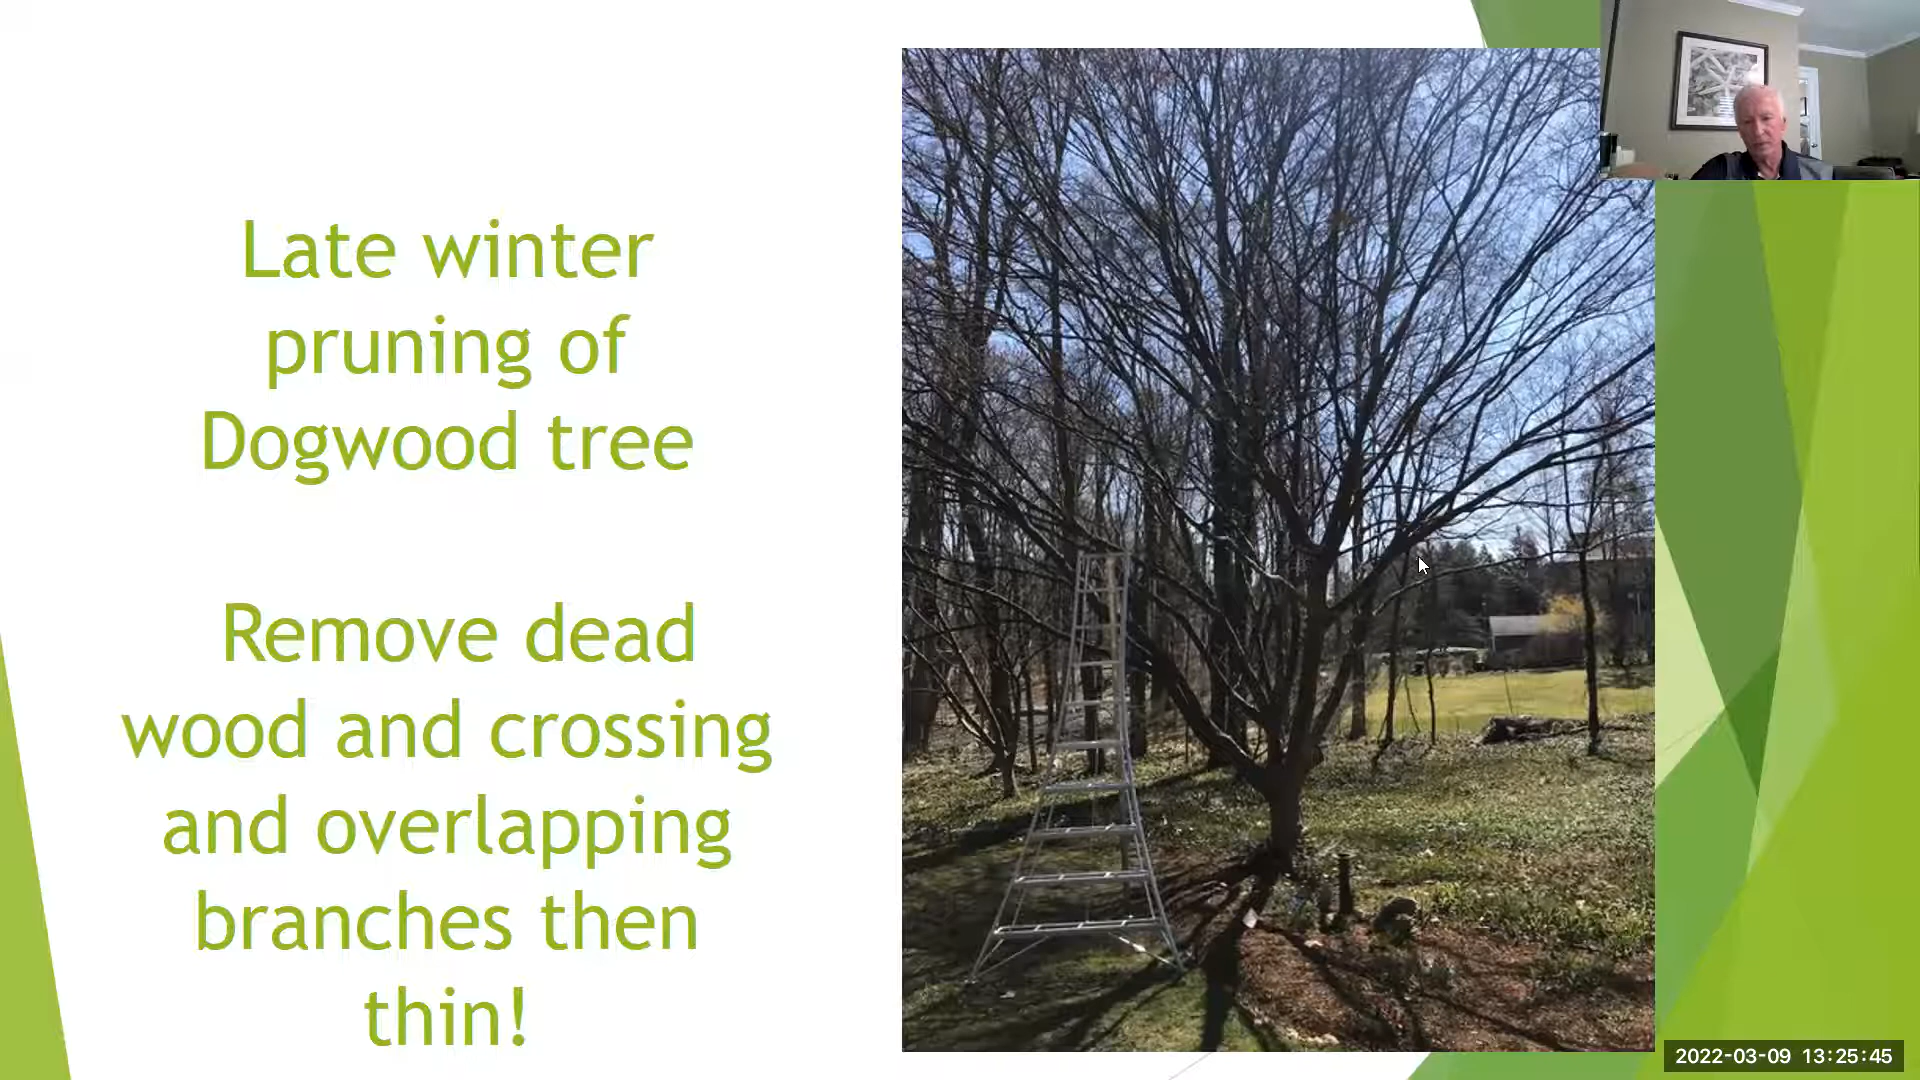 Late winter
pruning of
Dogwood tree
Remove dead
wood and crossing
and overlapping
branches then
thin!
2022-03-09 13:25:45